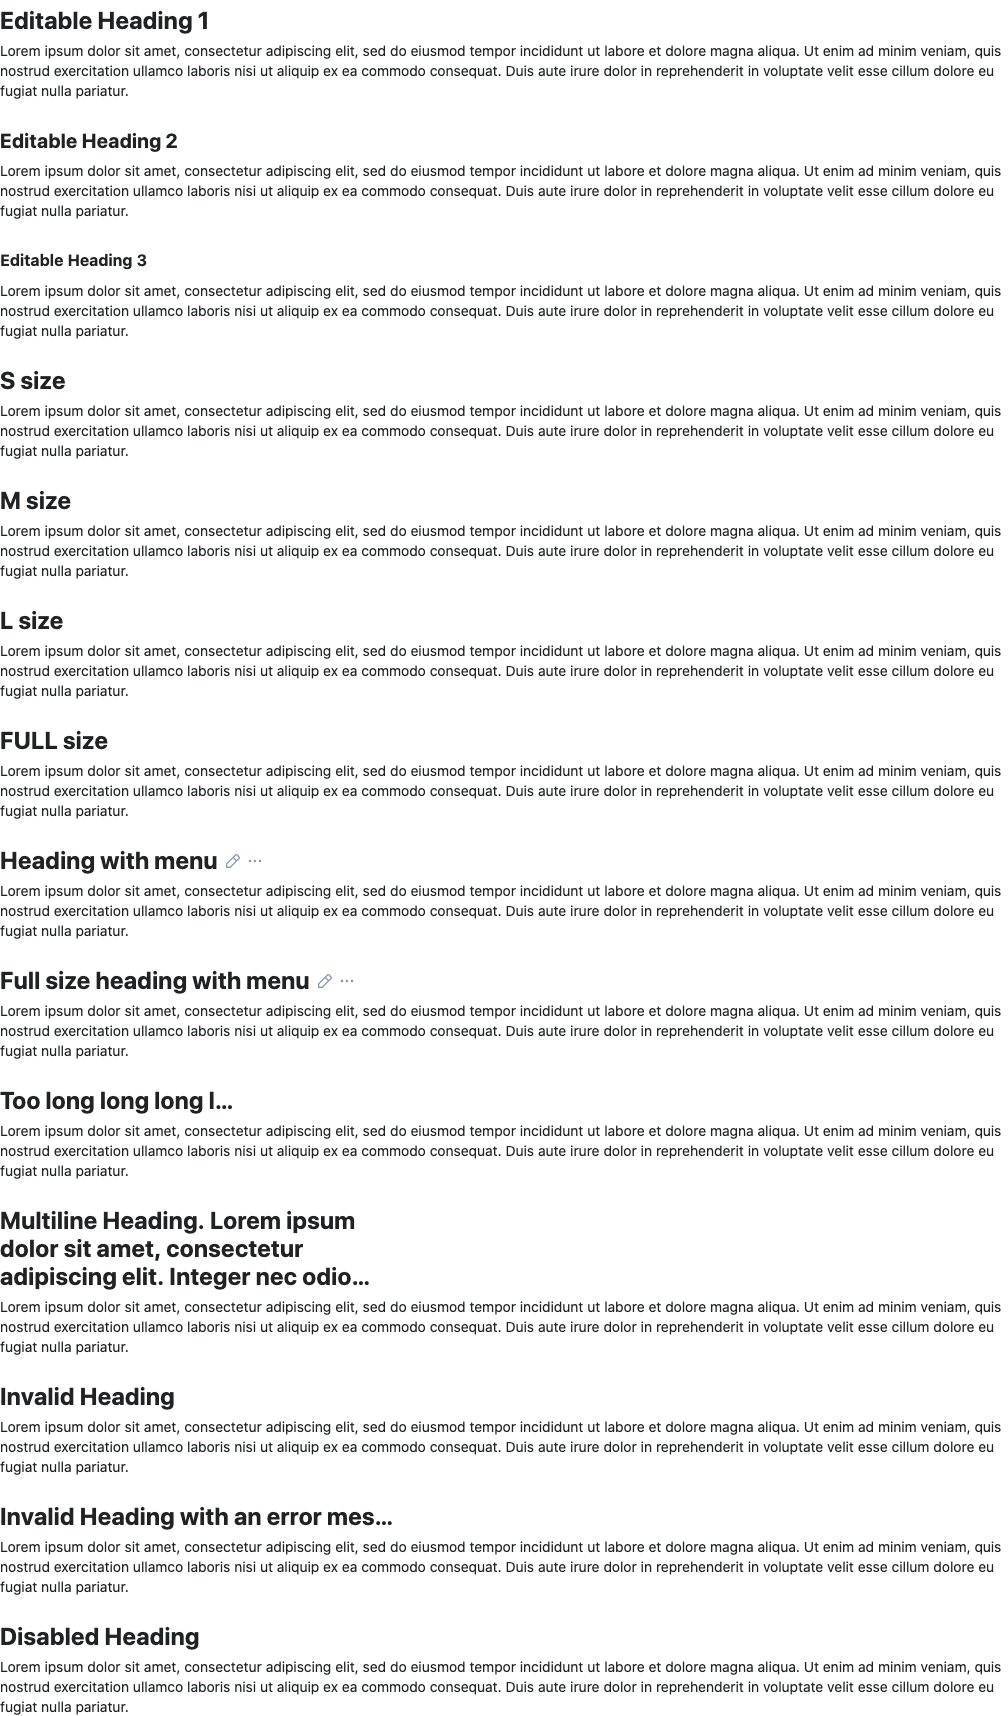 Editable Heading 1
Lorem ipsum dolor sit amet, consectetur adipiscing elit, sed do eiusmod tempor incididunt ut labore et dolore magna aliqua. Ut enim ad minim veniam, quis
nostrud exercitation ullamco laboris nisi ut aliquip ex ea commodo consequat. Duis aute irure dolor in reprehenderit in voluptate velit esse cillum dolore eu
fugiat nulla pariatur.
Editable Heading 2
Lorem ipsum dolor sit amet, consectetur adipiscing elit, sed do eiusmod tempor incididunt ut labore et dolore magna aliqua. Ut enim ad minim veniam, quis
nostrud exercitation ullamco laboris nisi ut aliquip ex ea commodo consequat. Duis aute irure dolor in reprehenderit in voluptate velit esse cillum dolore eu
fugiat nulla pariatur.
Editable Heading 3
Lorem ipsum dolor sit amet, consectetur adipiscing elit, sed do eiusmod tempor incididunt ut labore et dolore magna aliqua. Ut enim ad minim veniam, quis
nostrud exercitation ullamco laboris nisi ut aliquip ex ea commodo consequat. Duis aute irure dolor in reprehenderit in voluptate velit esse cillum dolore eu
fugiat nulla pariatur.
S size
Lorem ipsum dolor sit amet, consectetur adipiscing elit, sed do eiusmod tempor incididunt ut labore et dolore magna aliqua. Ut enim ad minim veniam, quis
nostrud exercitation ullamco laboris nisi ut aliquip ex ea commodo consequat. Duis aute irure dolor in reprehenderit in voluptate velit esse cillum dolore eu
fugiat nulla pariatur.
M size
Lorem ipsum dolor sit amet, consectetur adipiscing elit, sed do eiusmod tempor incididunt ut labore et dolore magna aliqua. Ut enim ad minim veniam, quis
nostrud exercitation ullamco laboris nisi ut aliquip ex ea commodo consequat. Duis aute irure dolor in reprehenderit in voluptate velit esse cillum dolore eu
fugiat nulla pariatur.
L size
Lorem ipsum dolor sit amet, consectetur adipiscing elit, sed do eiusmod tempor incididunt ut labore et dolore magna aliqua. Ut enim ad minim veniam, quis
nostrud exercitation ullamco laboris nisi ut aliquip ex ea commodo consequat. Duis aute irure dolor in reprehenderit in voluptate velit esse cillum dolore eu
fugiat nulla pariatur.
FULL size
Lorem ipsum dolor sit amet, consectetur adipiscing elit, sed do eiusmod tempor incididunt ut labore et dolore magna aliqua. Ut enim ad minim veniam, quis
nostrud exercitation ullamco laboris nisi ut aliquip ex ea commodo consequat. Duis aute irure dolor in reprehenderit in voluptate velit esse cillum dolore eu
fugiat nulla pariatur.
Heading with menu
Lorem ipsum dolor sit amet, consectetur adipiscing elit, sed do eiusmod tempor incididunt ut labore et dolore magna aliqua. Ut enim ad minim veniam, quis
nostrud exercitation ullamco laboris nisi ut aliquip ex ea commodo consequat. Duis aute irure dolor in reprehenderit in voluptate velit esse cillum dolore eu
fugiat nulla pariatur.
Full size heading with menu
Lorem ipsum dolor sit amet, consectetur adipiscing elit, sed do eiusmod tempor incididunt ut labore et dolore magna aliqua. Ut enim ad minim veniam, quis
nostrud exercitation ullamco laboris nisi ut aliquip ex ea commodo consequat. Duis aute irure dolor in reprehenderit in voluptate velit esse cillum dolore eu
fugiat nulla pariatur.
Too long long long l…
Lorem ipsum dolor sit amet, consectetur adipiscing elit, sed do eiusmod tempor incididunt ut labore et dolore magna aliqua. Ut enim ad minim veniam, quis
nostrud exercitation ullamco laboris nisi ut aliquip ex ea commodo consequat. Duis aute irure dolor in reprehenderit in voluptate velit esse cillum dolore eu
fugiat nulla pariatur.
Multiline Heading. Lorem ipsum
dolor sit amet, consectetur
adipiscing elit. Integer nec odio…
Lorem ipsum dolor sit amet, consectetur adipiscing elit, sed do eiusmod tempor incididunt ut labore et dolore magna aliqua. Ut enim ad minim veniam, quis
nostrud exercitation ullamco laboris nisi ut aliquip ex ea commodo consequat. Duis aute irure dolor in reprehenderit in voluptate velit esse cillum dolore eu
fugiat nulla pariatur.
Invalid Heading
Lorem ipsum dolor sit amet, consectetur adipiscing elit, sed do eiusmod tempor incididunt ut labore et dolore magna aliqua. Ut enim ad minim veniam, quis
nostrud exercitation ullamco laboris nisi ut aliquip ex ea commodo consequat. Duis aute irure dolor in reprehenderit in voluptate velit esse cillum dolore eu
fugiat nulla pariatur.
Invalid Heading with an error mes…
Lorem ipsum dolor sit amet, consectetur adipiscing elit, sed do eiusmod tempor incididunt ut labore et dolore magna aliqua. Ut enim ad minim veniam, quis
nostrud exercitation ullamco laboris nisi ut aliquip ex ea commodo consequat. Duis aute irure dolor in reprehenderit in voluptate velit esse cillum dolore eu
fugiat nulla pariatur.
Disabled Heading
Lorem ipsum dolor sit amet, consectetur adipiscing elit, sed do eiusmod tempor incididunt ut labore et dolore magna aliqua. Ut enim ad minim veniam, quis
nostrud exercitation ullamco laboris nisi ut aliquip ex ea commodo consequat. Duis aute irure dolor in reprehenderit in voluptate velit esse cillum dolore eu
fugiat nulla pariatur.